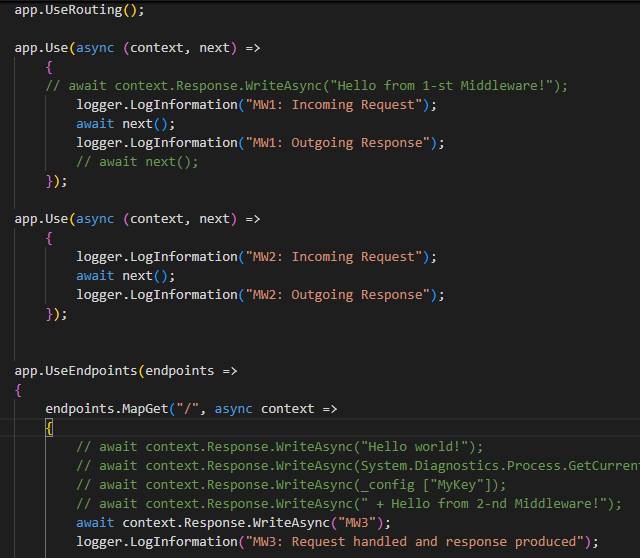 app.UseRouting();
app.Use(async (context, next) =>
{
// await context.Response.WriteAsync("Hello from 1-st Middleware!");
logger.LogInformation("MW1: Incoming Request");
await next();
logger.LogInformation("MW1: Outgoing Response");
// await next();
});
app.Use(async (context, next) =>
{
logger.LogInformation("MW2: Incoming Request");
await next();
logger.LogInformation("MW2: Outgoing Response");
});
app.UseEndpoints(endpoints =>
{
endpoints.MapGet("/", async context =>
{
// await context.Response.WriteAsync("Hello world!");
// await context.Response.WriteAsync(System.Diagnostics.Process.GetCurren
// await context.Response.WriteAsync(_config ["MyKey"]);
// await context.Response.WriteAsync(" + Hello from 2-nd Middleware!");
await context.Response.WriteAsync("MW3");
logger.LogInformation("MW3: Request handled and response produced");